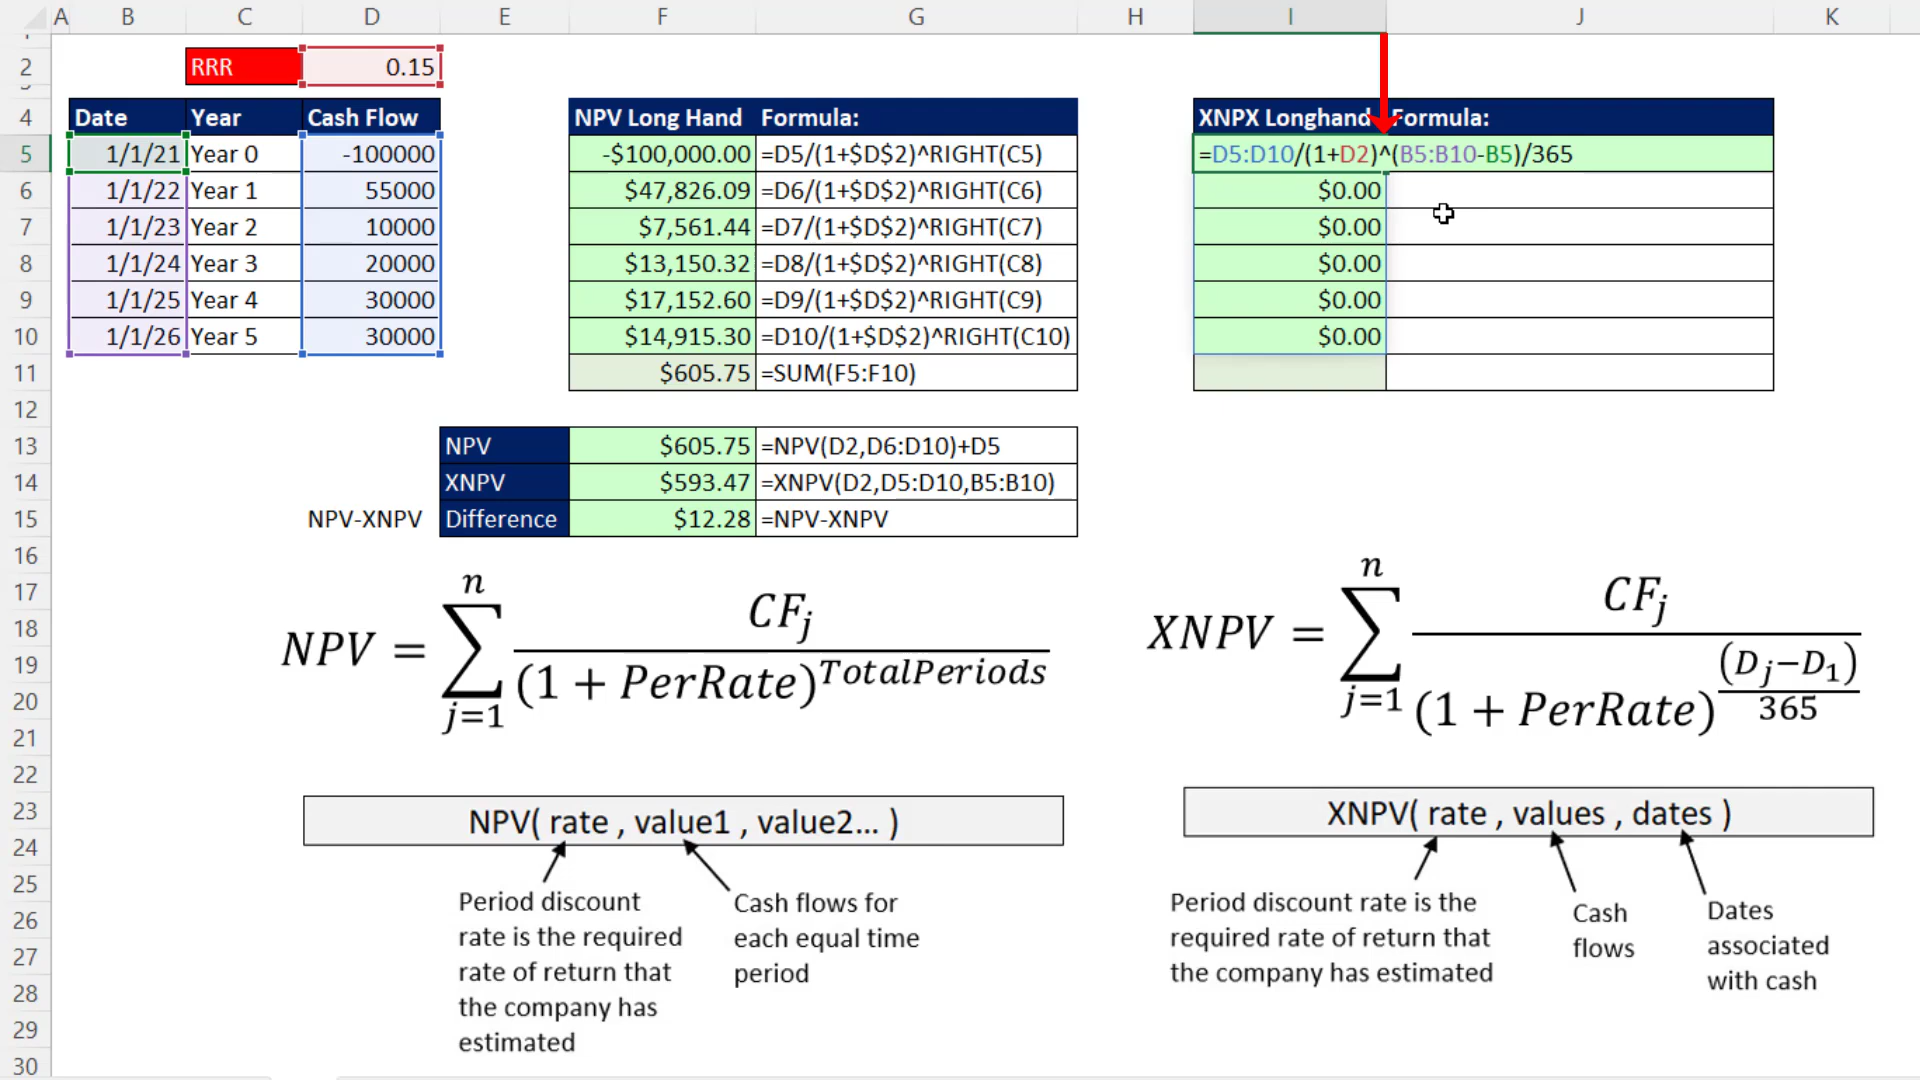 A B C D E F G H I J K
2 RRR 0.15
4 Date Year Cash Flow NPV Long Hand Formula: XNPX Longhand Formula:
5 1/1/21 Year 0 -100000 -$100,000.00 =D5/(1+$D$2)^RIGHT(C5) =D5:D10/(1+D2)^(B5:B10-B5)/365
6 1/1/22 Year 1 55000 $47,826.09 =D6/(1+$D$2)^RIGHT(C6) $0.00
7 1/1/23 Year 2 10000 $7,561.44 =D7/(1+$D$2)^RIGHT(C7) $0.00
8 1/1/24 Year 3 20000 $13,150.32 =D8/(1+$D$2)^RIGHT(C8) $0.00
9 1/1/25 Year 4 30000 $17,152.60 =D9/(1+$D$2)^RIGHT(C9) $0.00
10 1/1/26 Year 5 30000 $14,915.30 =D10/(1+$D$2)^RIGHT(C10) $0.00
11 $605.75 =SUM(F5:F10)
12
13 NPV $605.75 =NPV(D2,D6:D10)+D5
14 XNPV $593.47 =XNPV(D2,D5:D10,B5:B10)
15 NPV-XNPV Difference $12.28 =NPV-XNPV
16
17
18
19
20
21
22
23
24
25
26
27
28
29
30
NPV = n ∑ j=1 CFj / (1 + PerRate)^TotalPeriods
XNPV = n ∑ j=1 CFj / (1 + PerRate)^((Dj−D1)/365)
NPV( rate , value1 , value2... )
Period discount
rate is the required
rate of return that
the company has
estimated
Cash flows for
each equal time
period
XNPV( rate , values , dates )
Period discount rate is the
required rate of return that
the company has estimated
Cash
flows
Dates
associated
with cash